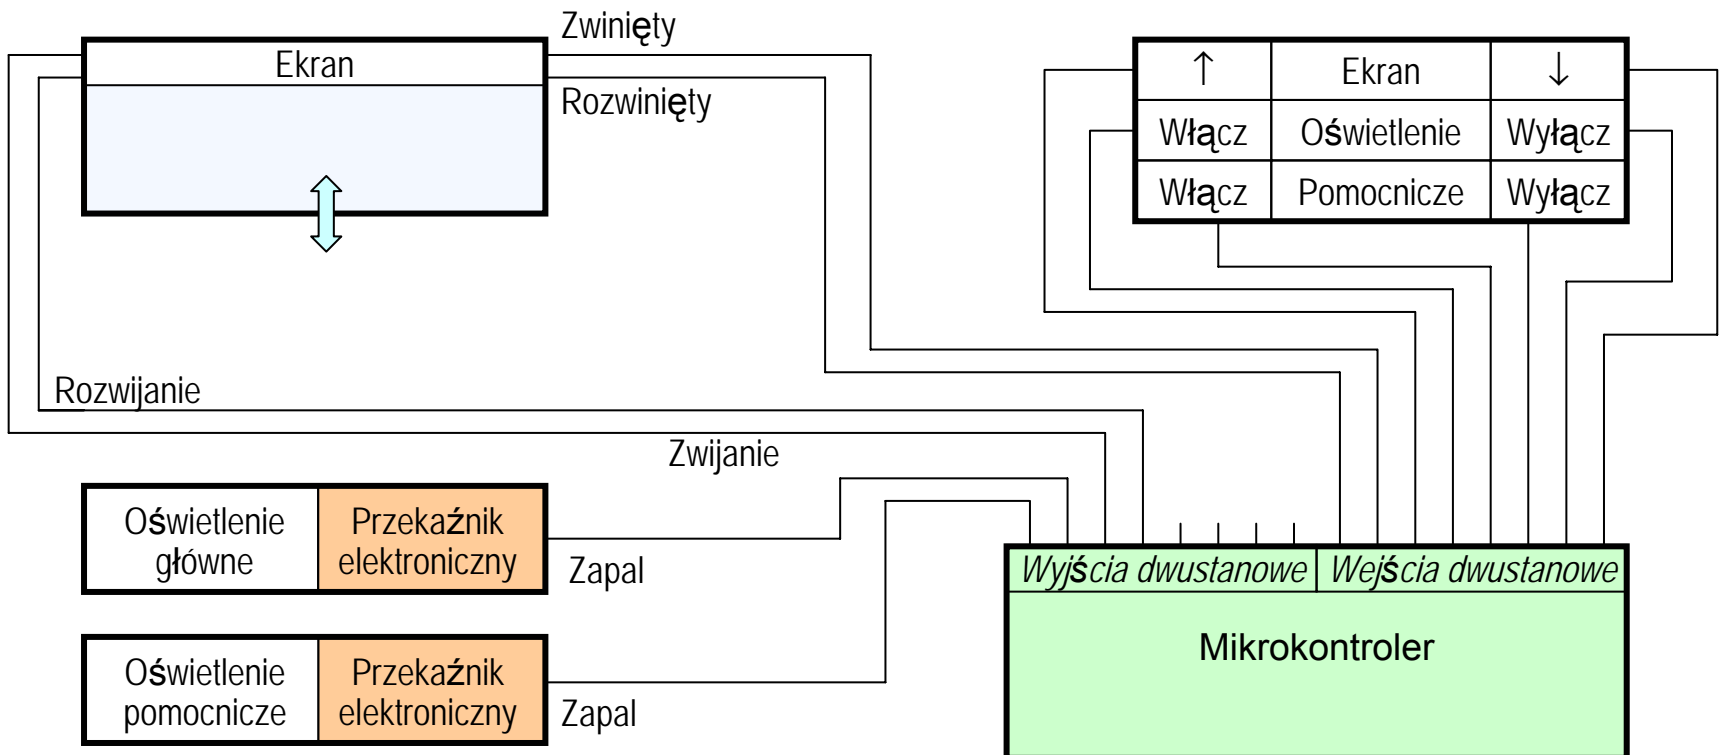 Zwinięty
Ekran
Rozwinięty
↑ Ekran ↓
Włącz Oświetlenie Wyłącz
Włącz Pomocnicze Wyłącz
Rozwijanie
Zwijanie
Oświetlenie
główne
Przekaźnik
elektroniczny
Zapal
Oświetlenie
pomocnicze
Przekaźnik
elektroniczny
Zapal
Wyjścia dwustanowe
Wejścia dwustanowe
Mikrokontroler